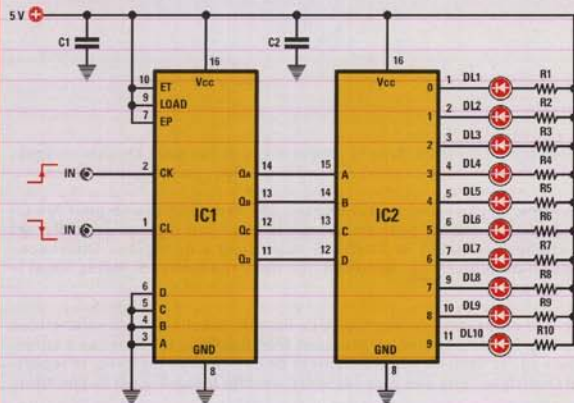 5 V
C1
C2
16
Vcc
10 ET
9 LOAD
7 EP
IN 2 CK
IN 1 CL
6 D
5 C
4 B
3 A
GND
8
IC1
QA 14
QB 13
QC 12
QD 11
16
Vcc
15 A
14 B
13 C
12 D
IC2
GND
8
0 1 DL1 R1
1 2 DL2 R2
2 3 DL3 R3
3 4 DL4 R4
4 5 DL5 R5
5 6 DL6 R6
6 7 DL7 R7
7 9 DL8 R8
8 10 DL9 R9
9 11 DL10 R10